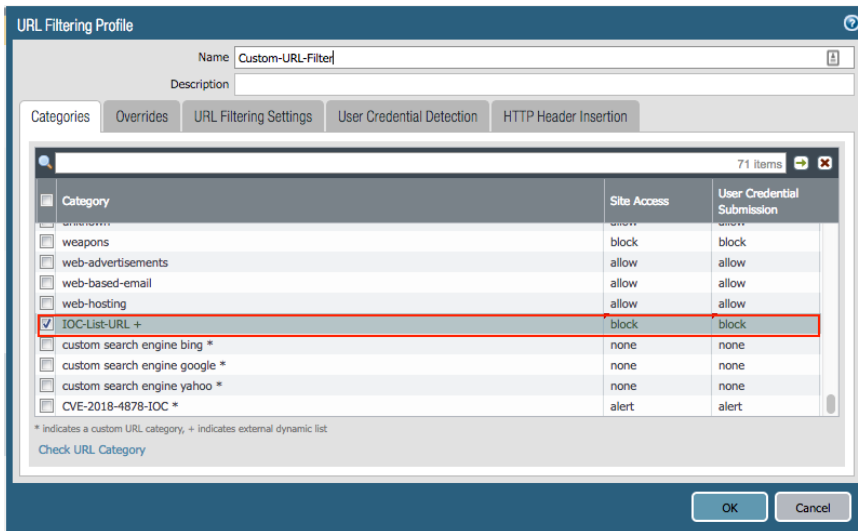 URL Filtering Profile
Name Custom-URL-Filter
Description
Categories Overrides URL Filtering Settings User Credential Detection HTTP Header Insertion
71 items
Category Site Access User Credential Submission
weapons block block
web-advertisements allow allow
web-based-email allow allow
web-hosting allow allow
IOC-List-URL + block block
custom search engine bing * none none
custom search engine google * none none
custom search engine yahoo * none none
CVE-2018-4878-IOC * alert alert
* indicates a custom URL category, + indicates external dynamic list
Check URL Category
OK Cancel